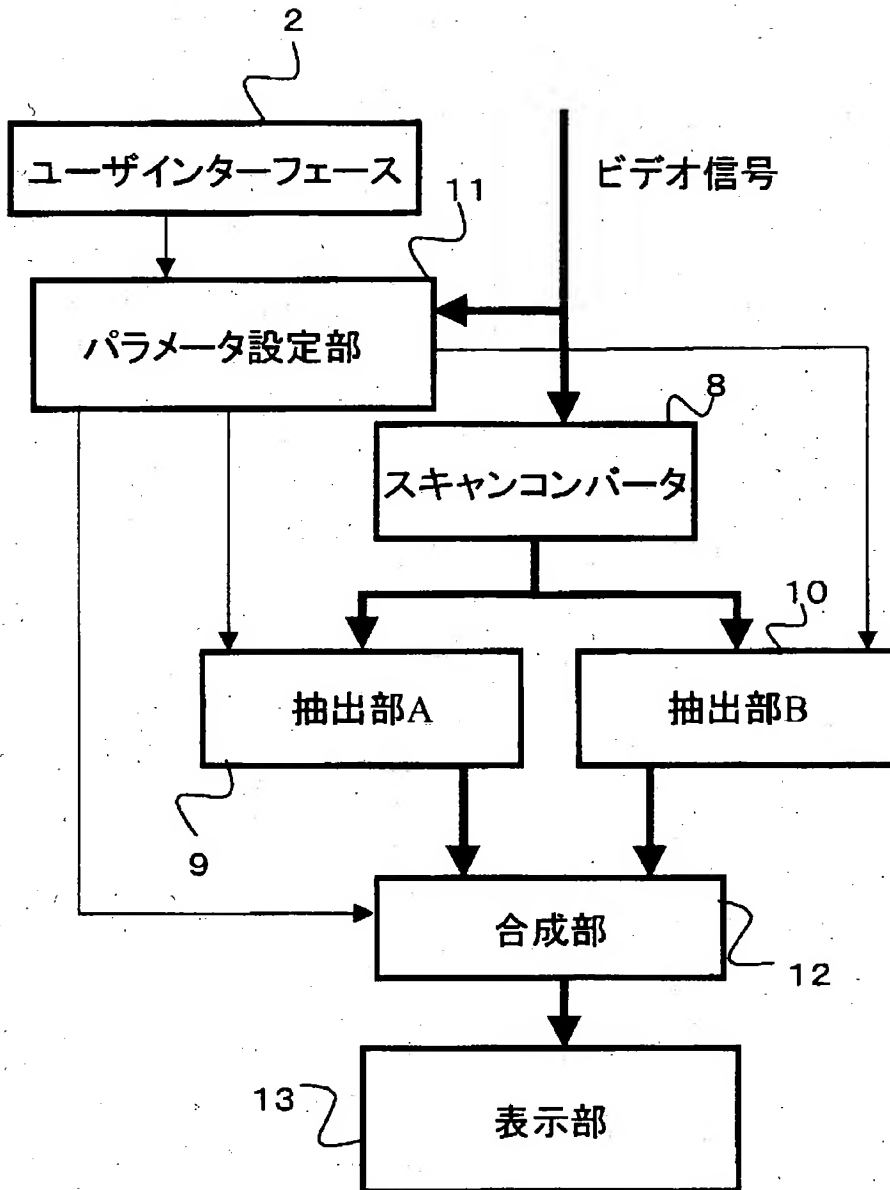 2
ユーザインターフェース
ビデオ信号
11
パラメータ設定部
8
スキャンコンバータ
10
抽出部A
抽出部B
9
合成部
12
13
表示部